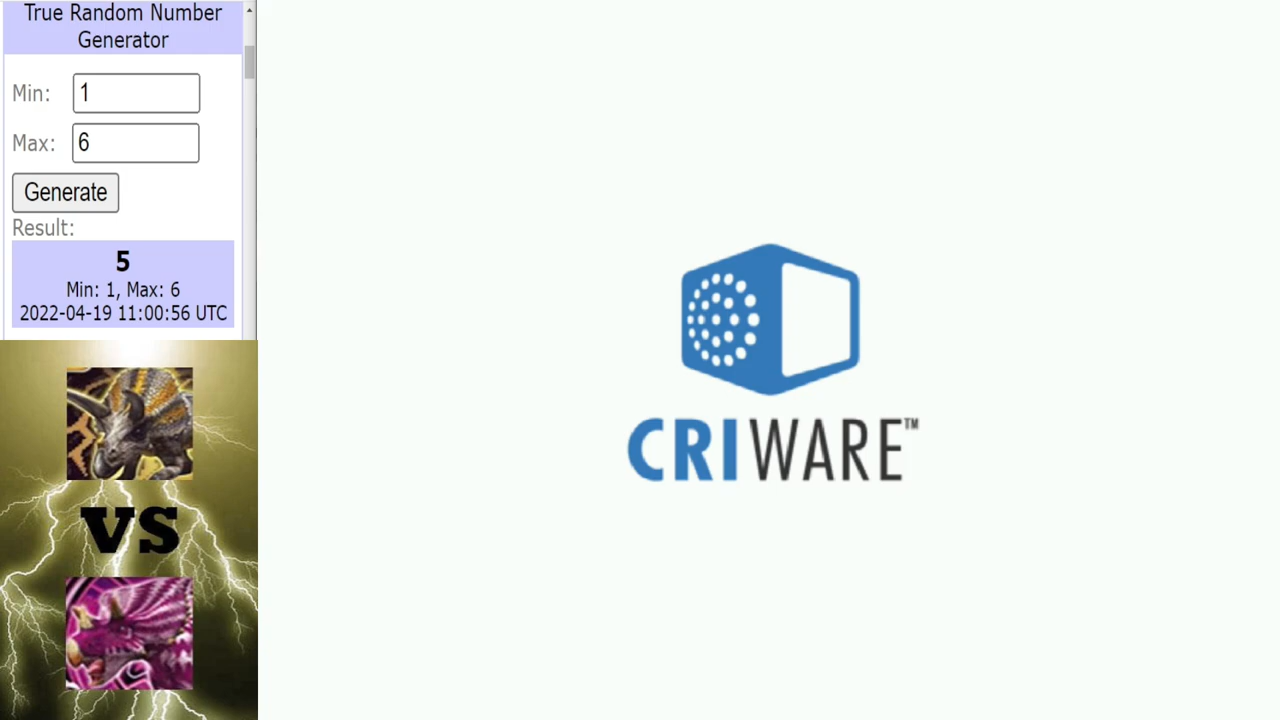 True Random Number
Generator
Min: 1
Max: 6
Generate
Result:
5
Min: 1, Max: 6
2022-04-19 11:00:56 UTC
vs
CRIWARE™